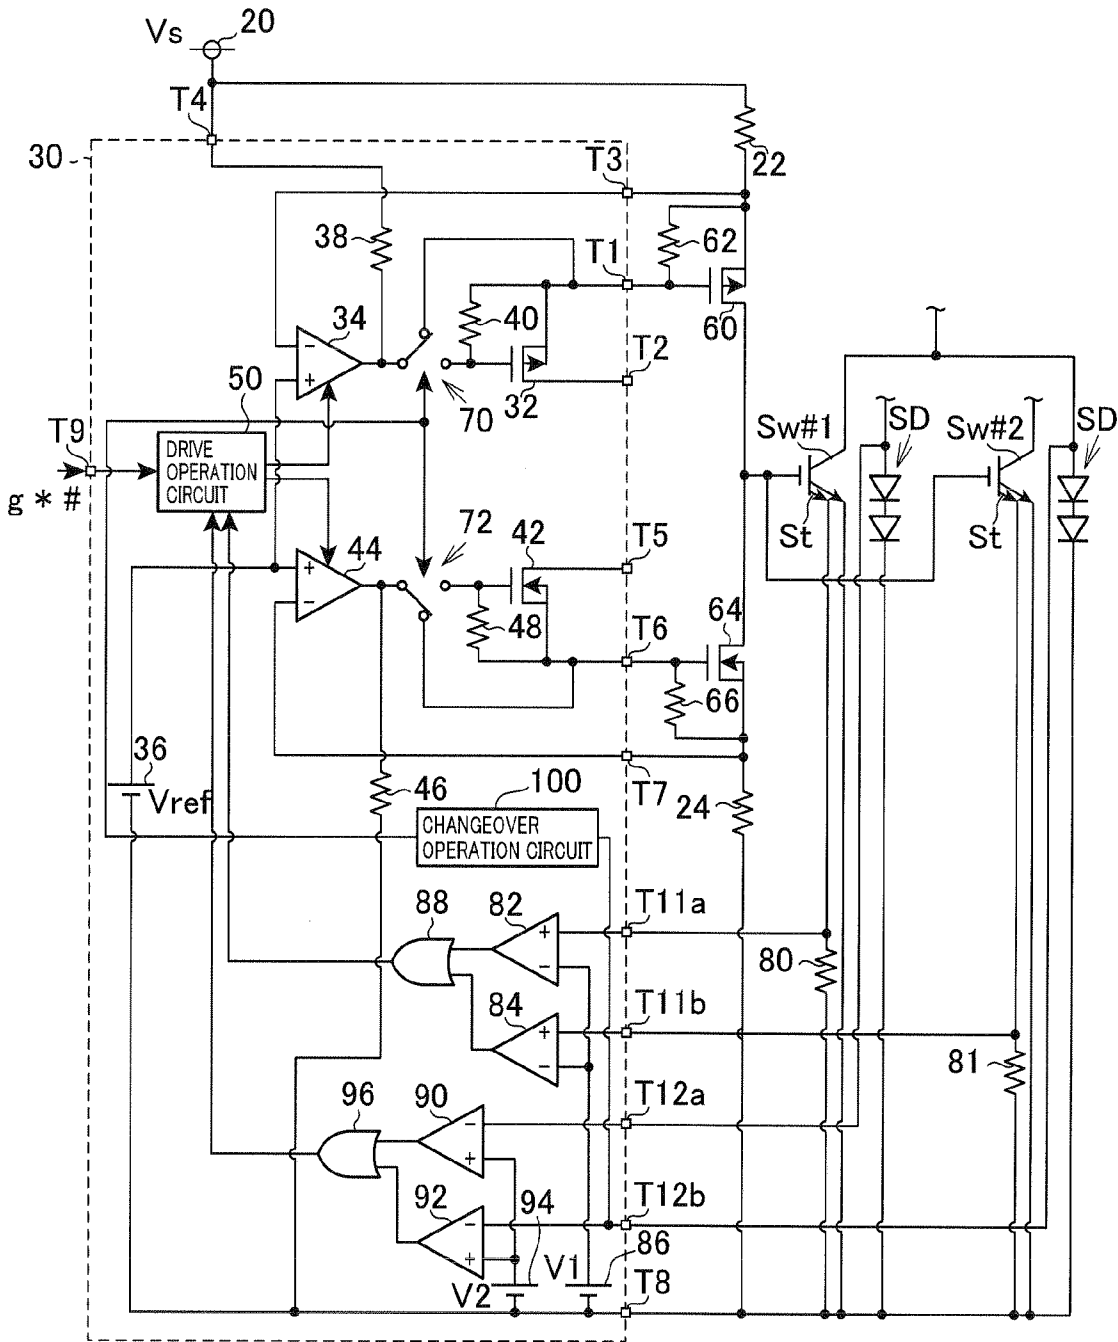 Vs
20
T4
30
T3
22
38
62
T1
34
40
60
T2
50
70
32
T9
DRIVE
OPERATION
CIRCUIT
Sw#1
SD
Sw#2
SD
g * #
St
St
72
42
T5
44
48
T6
64
66
36
Vref
46
T7
24
100
CHANGEOVER
OPERATION CIRCUIT
88
82
T11a
80
84
T11b
81
96
90
T12a
92
94
T12b
V1
86
V2
T8